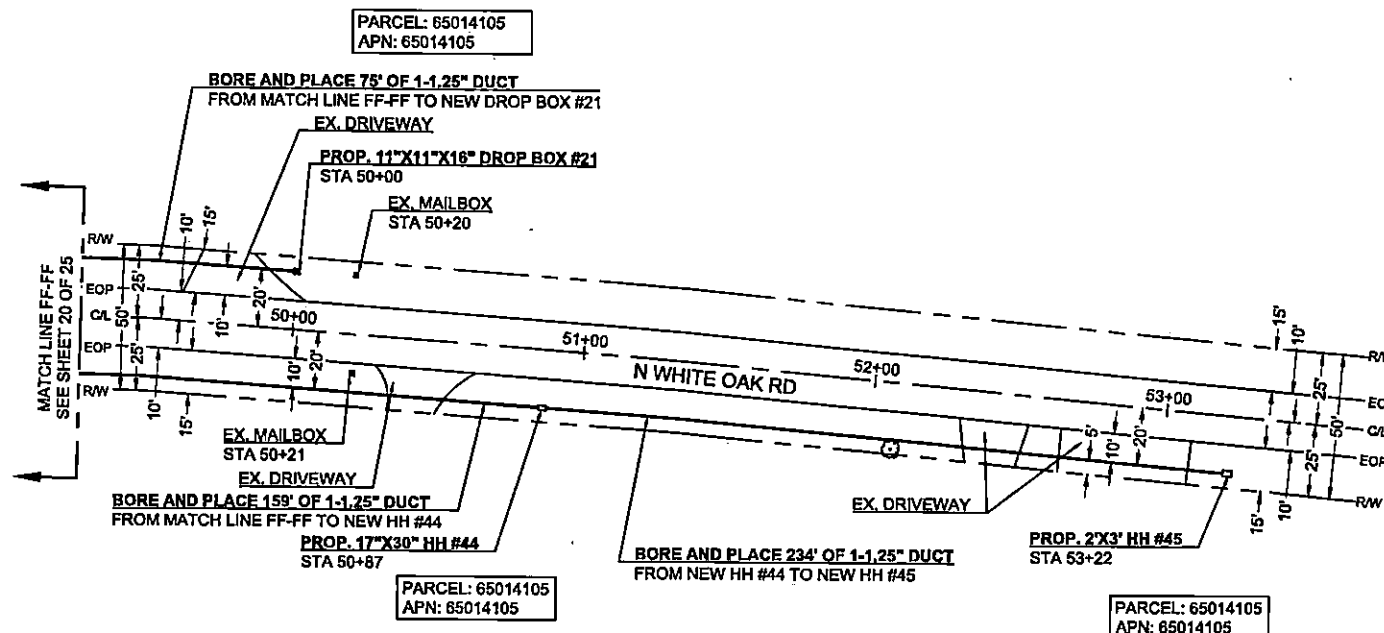 PARCEL: 65014105
APN: 65014105
BORE AND PLACE 75' OF 1-1.25" DUCT
FROM MATCH LINE FF-FF TO NEW DROP BOX #21
EX. DRIVEWAY
PROP. 11"X11"X16" DROP BOX #21
STA 50+00
EX. MAILBOX
STA 50+20
MATCH LINE FF-FF
SEE SHEET 20 OF 25
R/W
EOP
C/L
EOP
R/W
50'
25'
25'
10'
15'
10'
20'
10'
15'
10'
20'
50+00
51+00
52+00
53+00
N WHITE OAK RD
5'
10'
20'
15'
10'
25'
50'
25'
10'
15'
R/W
EOP
C/L
EOP
R/W
EX. MAILBOX
STA 50+21
EX. DRIVEWAY
BORE AND PLACE 159' OF 1-1.25" DUCT
FROM MATCH LINE FF-FF TO NEW HH #44
PROP. 17"X30" HH #44
STA 50+87
BORE AND PLACE 234' OF 1-1.25" DUCT
FROM NEW HH #44 TO NEW HH #45
EX. DRIVEWAY
PROP. 2'X3' HH #45
STA 53+22
PARCEL: 65014105
APN: 65014105
PARCEL: 65014105
APN: 65014105